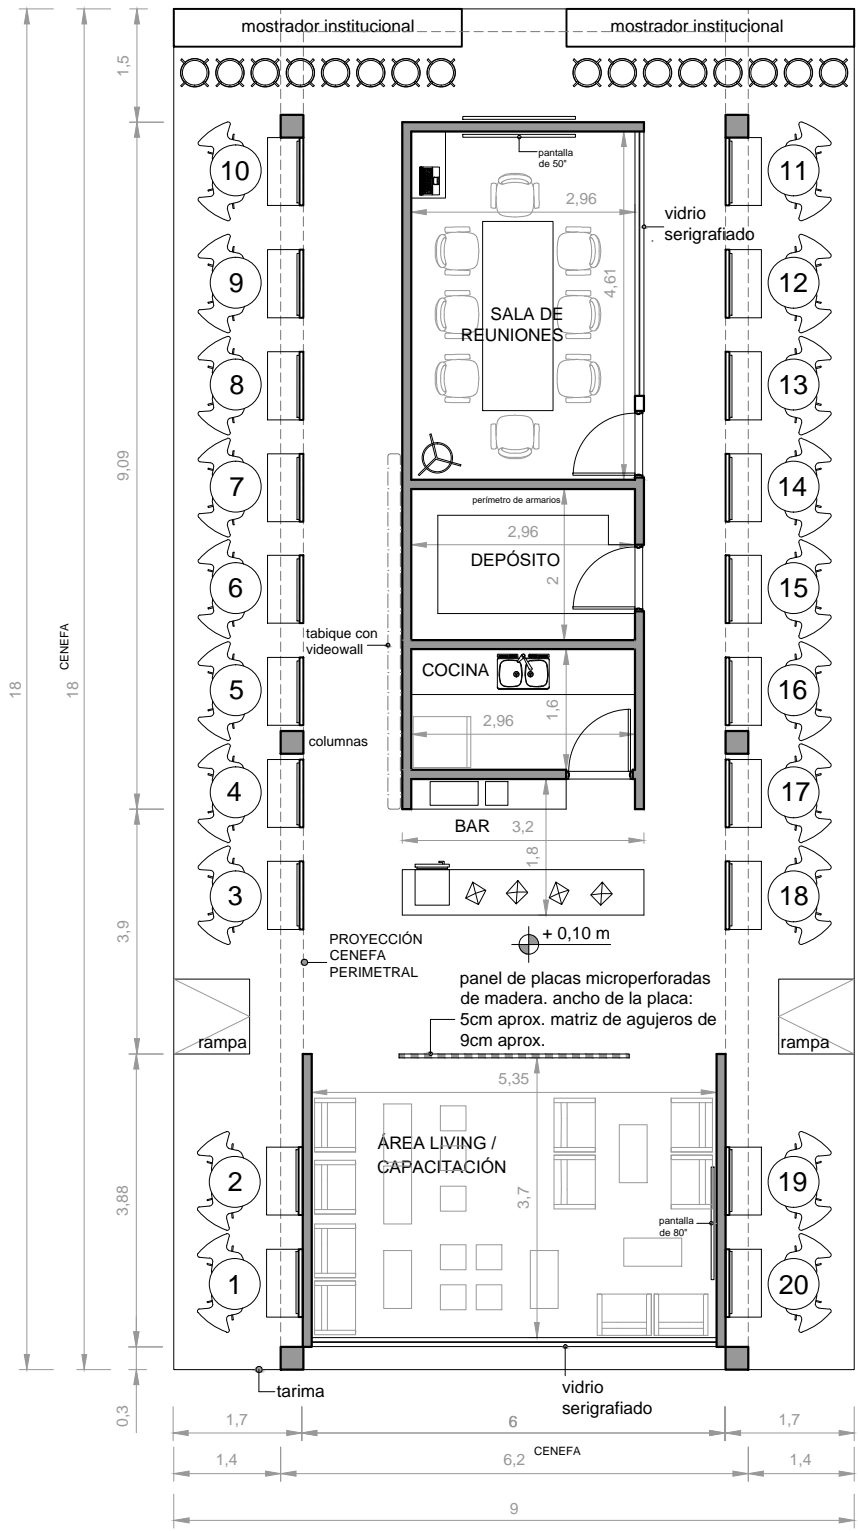 mostrador institucional
mostrador institucional
1,5
10
11
pantalla
de 50"
2,96
vidrio
serigrafiado
9
12
4,61
SALA DE
REUNIONES
8
13
9,09
7
14
perímetro de armarios
2,96
DEPÓSITO
2
6
15
tabique con
videowall
CENEFA
18
18
COCINA
5
16
1,6
2,96
columnas
4
17
BAR
3,2
1,8
3
18
3,9
+ 0,10 m
PROYECCIÓN
CENEFA
PERIMETRAL
panel de placas microperforadas
de madera. ancho de la placa:
5cm aprox. matriz de agujeros de
9cm aprox.
rampa
rampa
5,35
ÁREA LIVING /
CAPACITACIÓN
2
19
3,88
3,7
pantalla
de 80"
1
20
tarima
vidrio
serigrafiado
0,3
1,7
6
1,7
CENEFA
1,4
6,2
1,4
9